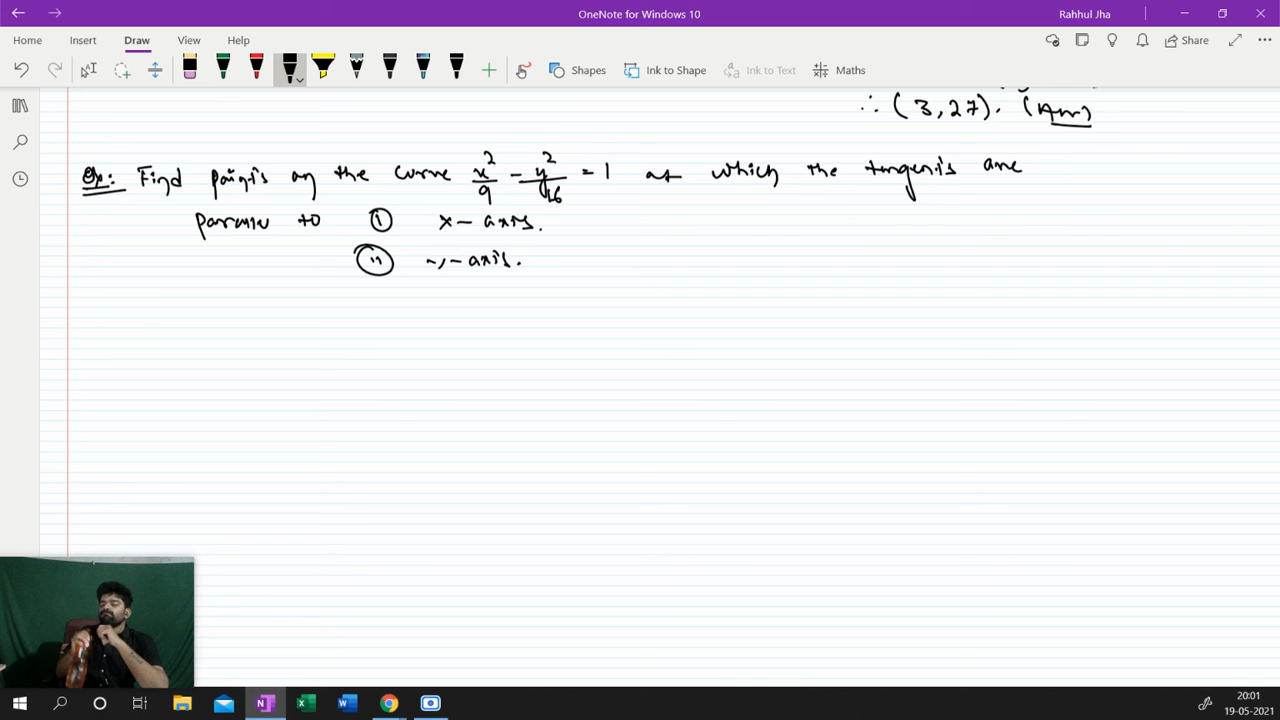 OneNote for Windows 10
Rahhul Jha
Home Insert Draw View Help
Share
Shapes Ink to Shape Ink to Text Maths
∴ (3, 27). (Ans)
Ex: Find points on the curve x²/9 - y²/16 = 1 at which the tangents are
parallel to (i) x-axis.
(ii) y-axis.
20:01
19-05-2021